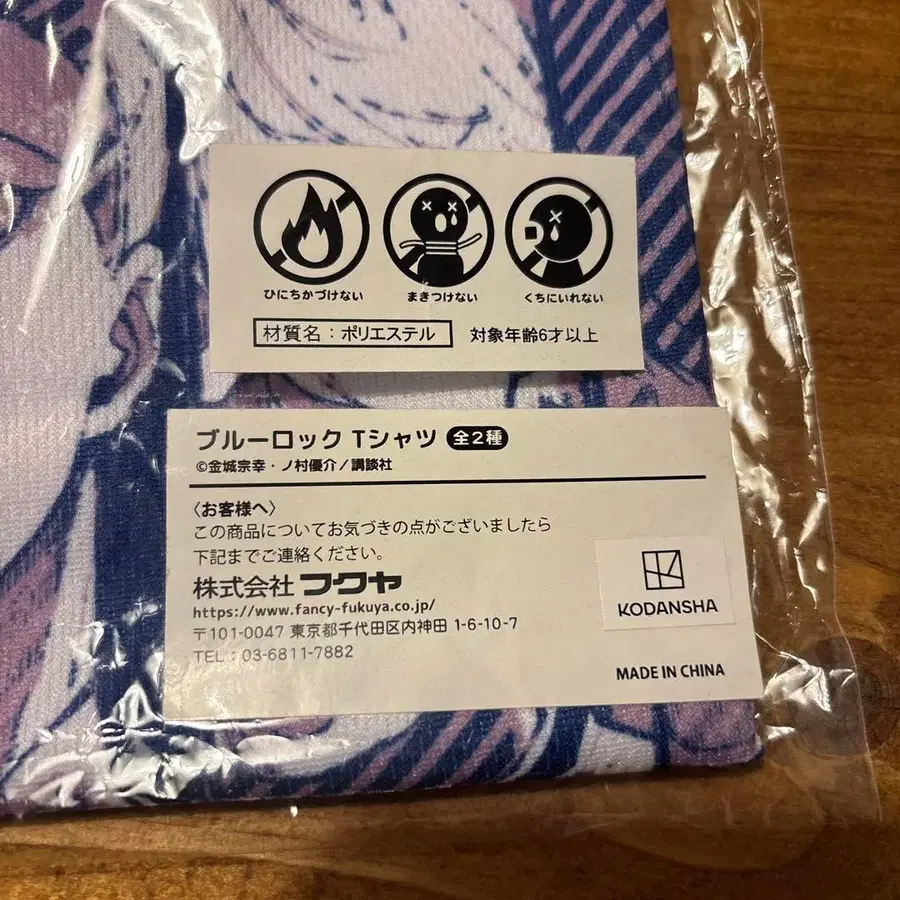 ひにちかづけない まきつけない くちにいれない
材質名：ポリエステル 対象年齢6才以上
ブルーロック Tシャツ 全2種
©金城宗幸・ノ村優介／講談社
〈お客様へ〉
この商品についてお気づきの点がございましたら
下記までご連絡ください。
株式会社 フクヤ
https://www.fancy-fukuya.co.jp/
〒101-0047 東京都千代田区内神田 1-6-10-7
TEL：03-6811-7882
KODANSHA
MADE IN CHINA